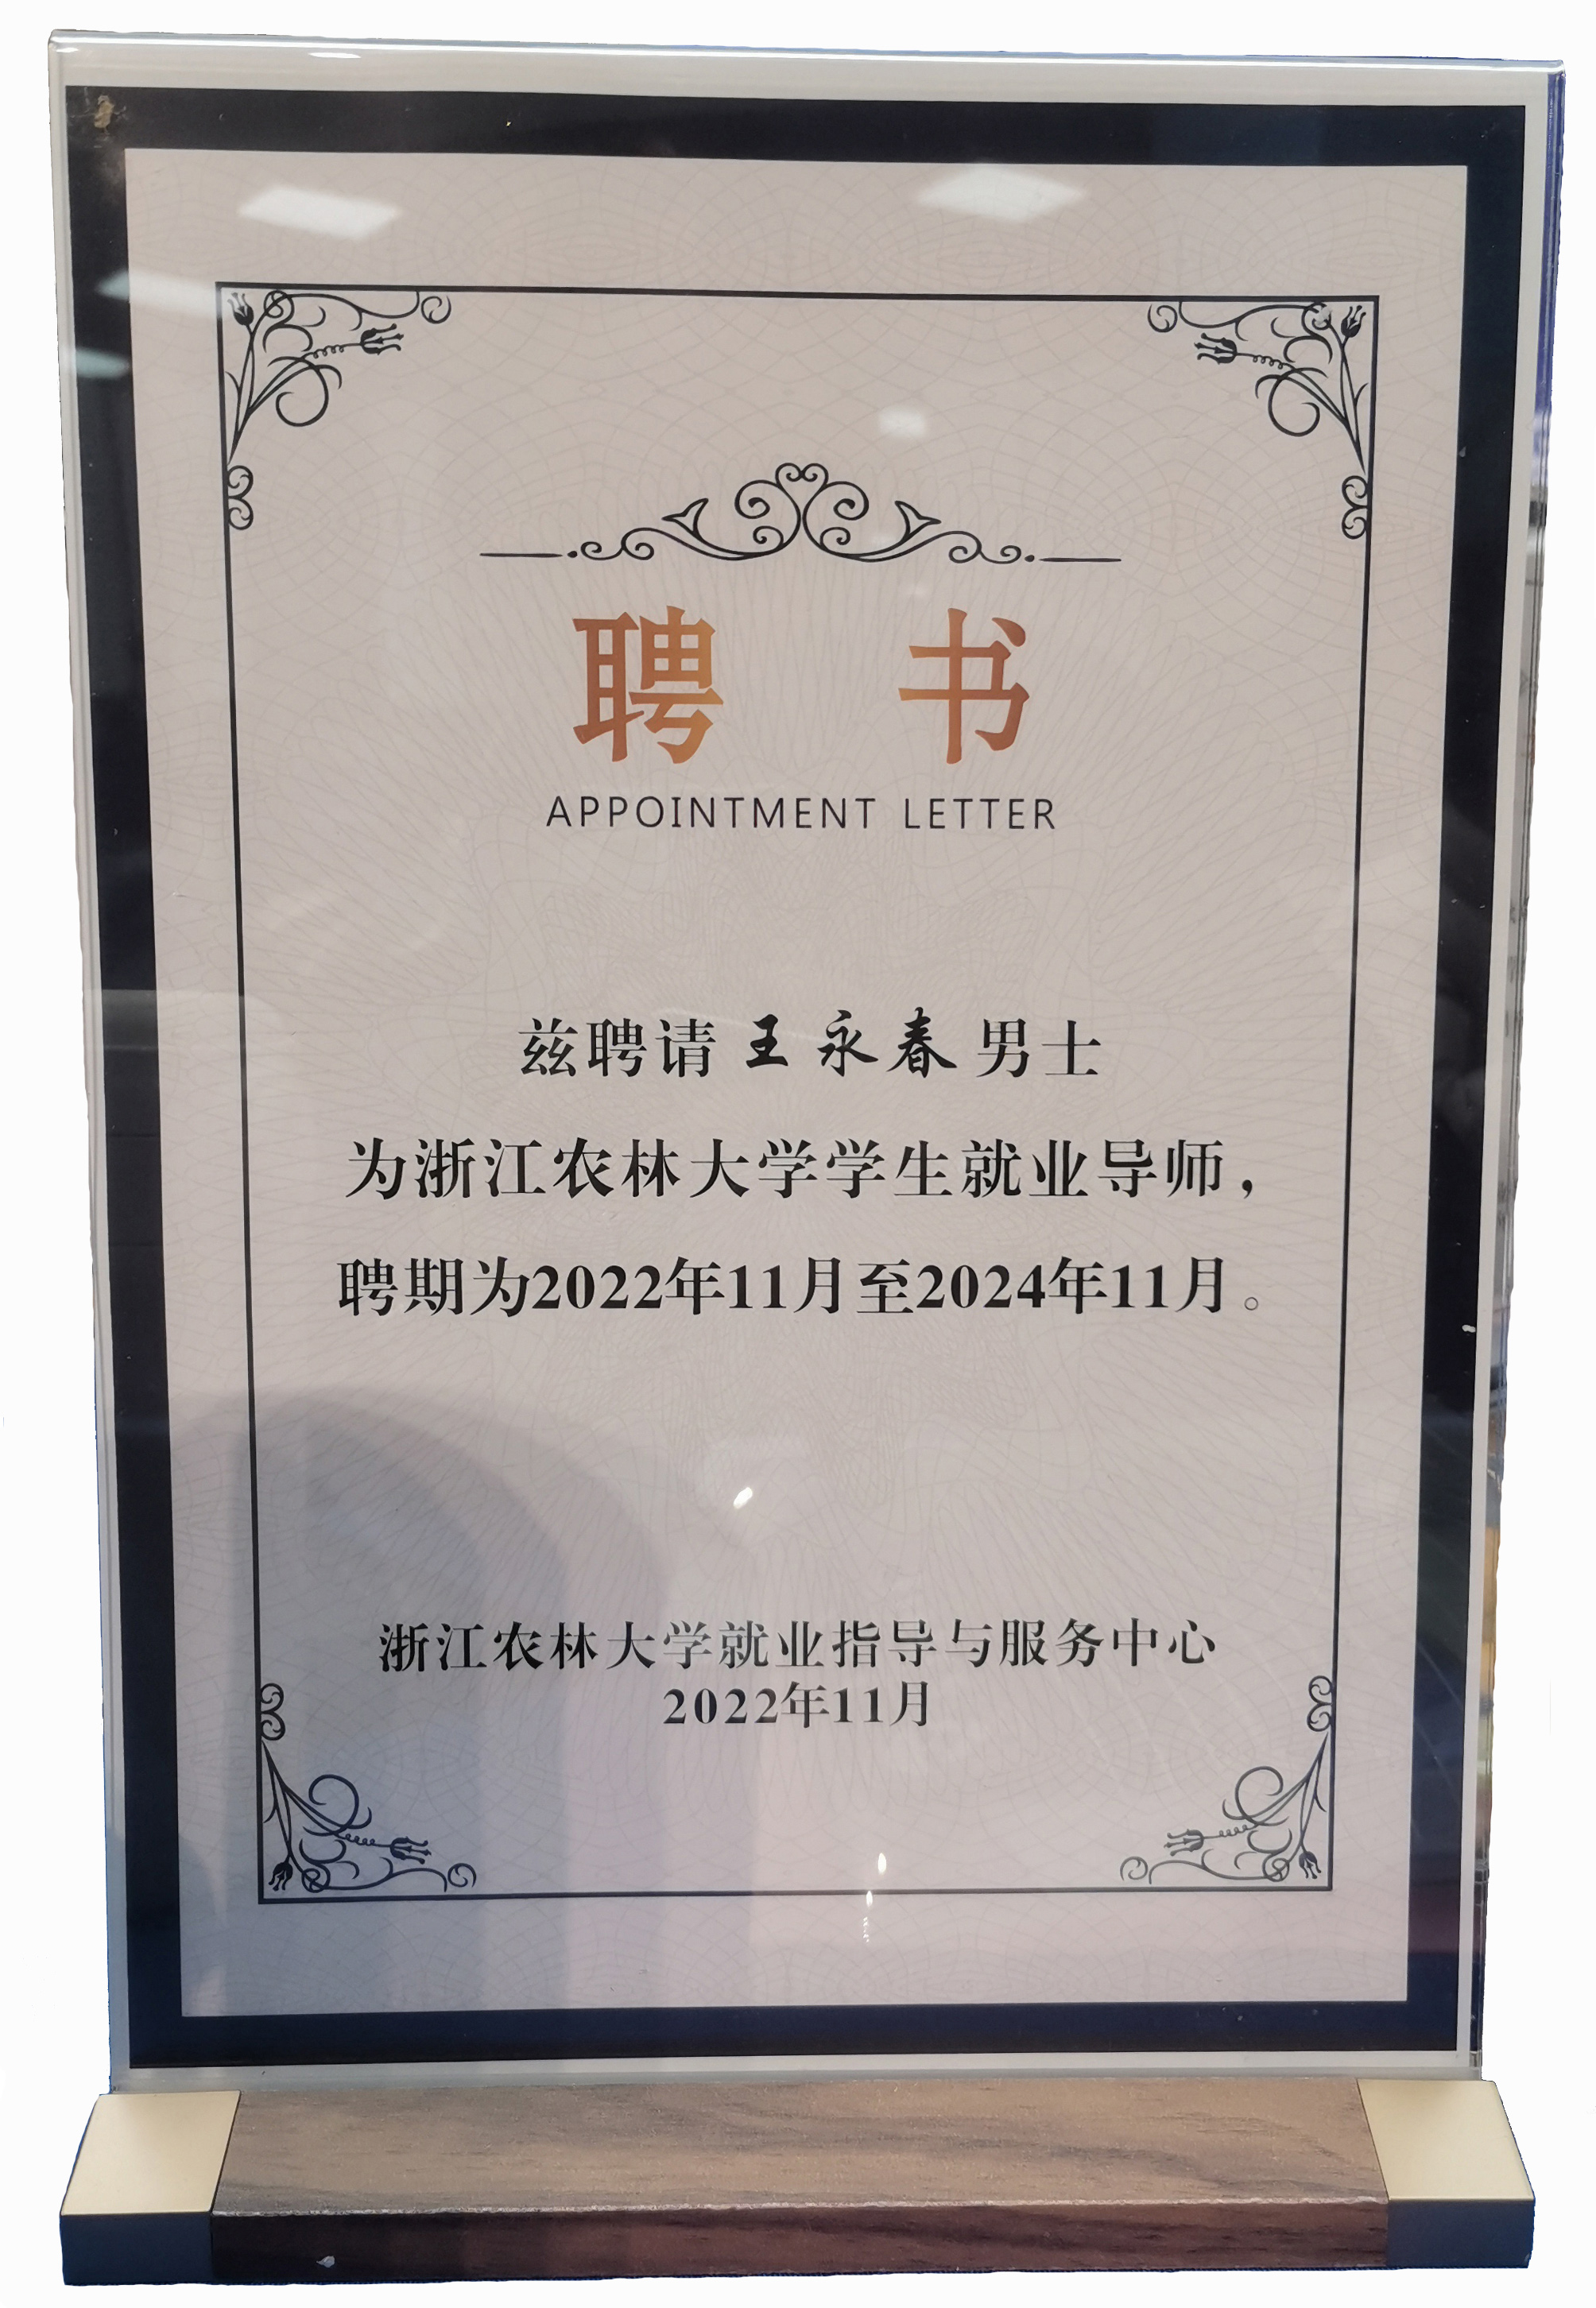 聘 书
APPOINTMENT LETTER
兹聘请 王永春 男士
为浙江农林大学学生就业导师，
聘期为2022年11月至2024年11月。
浙江农林大学就业指导与服务中心
2022年11月